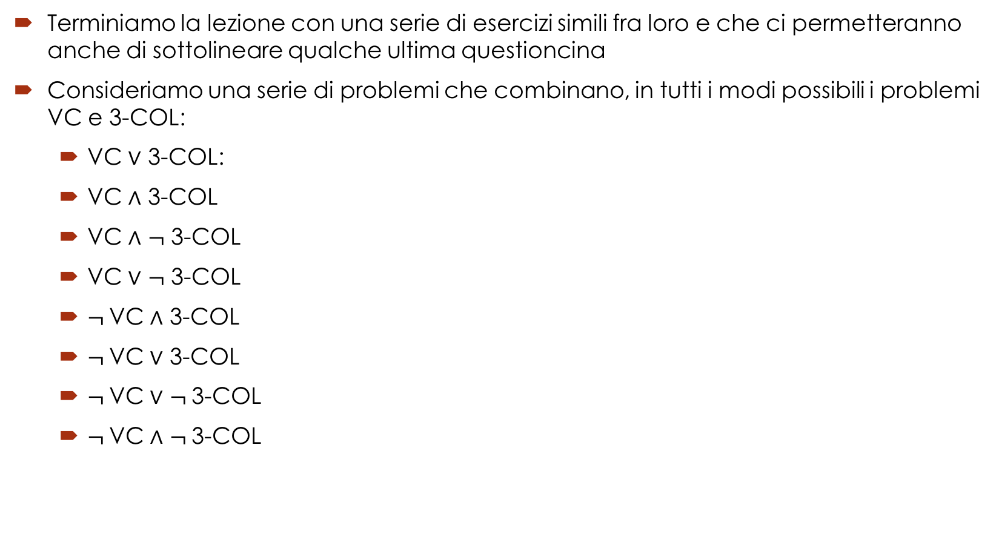 Terminiamo la lezione con una serie di esercizi simili fra loro e che ci permetteranno
anche di sottolineare qualche ultima questioncina
Consideriamo una serie di problemi che combinano, in tutti i modi possibili i problemi
VC e 3-COL:
VC ∨ 3-COL:
VC ∧ 3-COL
VC ∧ ¬ 3-COL
VC ∨ ¬ 3-COL
¬ VC ∧ 3-COL
¬ VC ∨ 3-COL
¬ VC ∨ ¬ 3-COL
¬ VC ∧ ¬ 3-COL